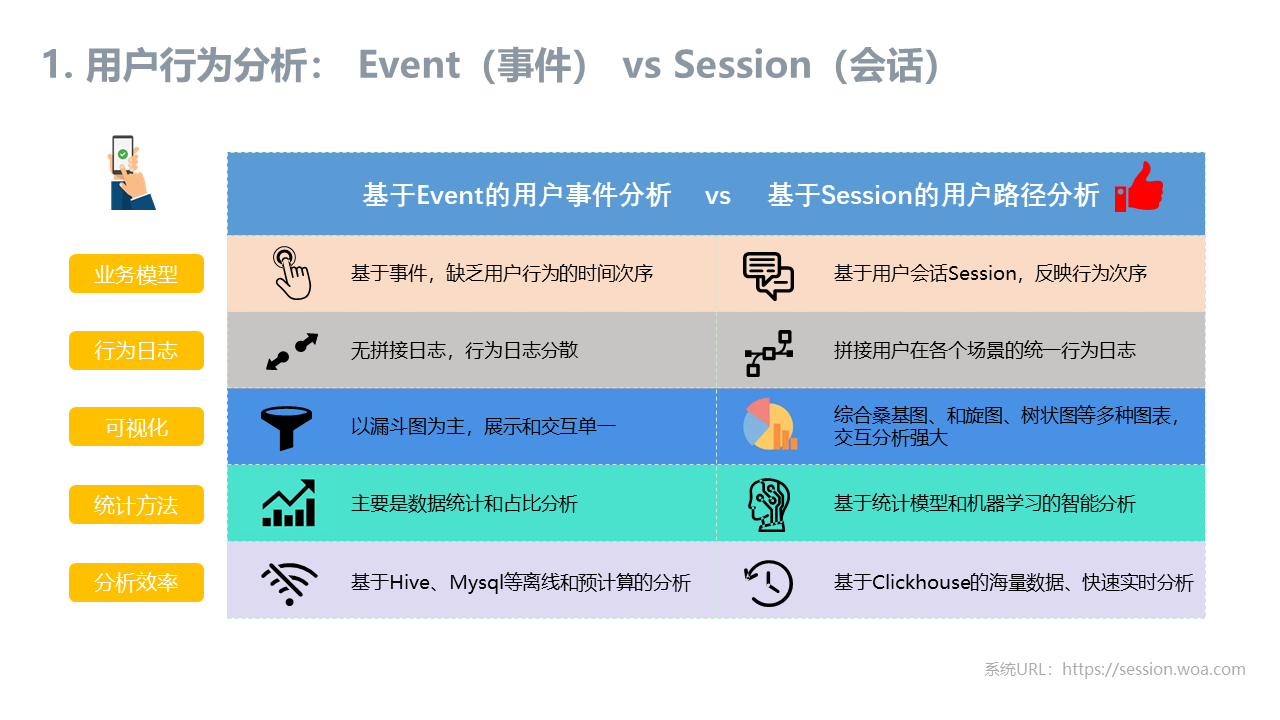 1. 用户行为分析： Event（事件） vs Session（会话）
基于Event的用户事件分析 vs 基于Session的用户路径分析
业务模型
基于事件，缺乏用户行为的时间次序
基于用户会话Session，反映行为次序
行为日志
无拼接日志，行为日志分散
拼接用户在各个场景的统一行为日志
可视化
以漏斗图为主，展示和交互单一
综合桑基图、和旋图、树状图等多种图表，
交互分析强大
统计方法
主要是数据统计和占比分析
基于统计模型和机器学习的智能分析
分析效率
基于Hive、Mysql等离线和预计算的分析
基于Clickhouse的海量数据、快速实时分析
系统URL：https://session.woa.com